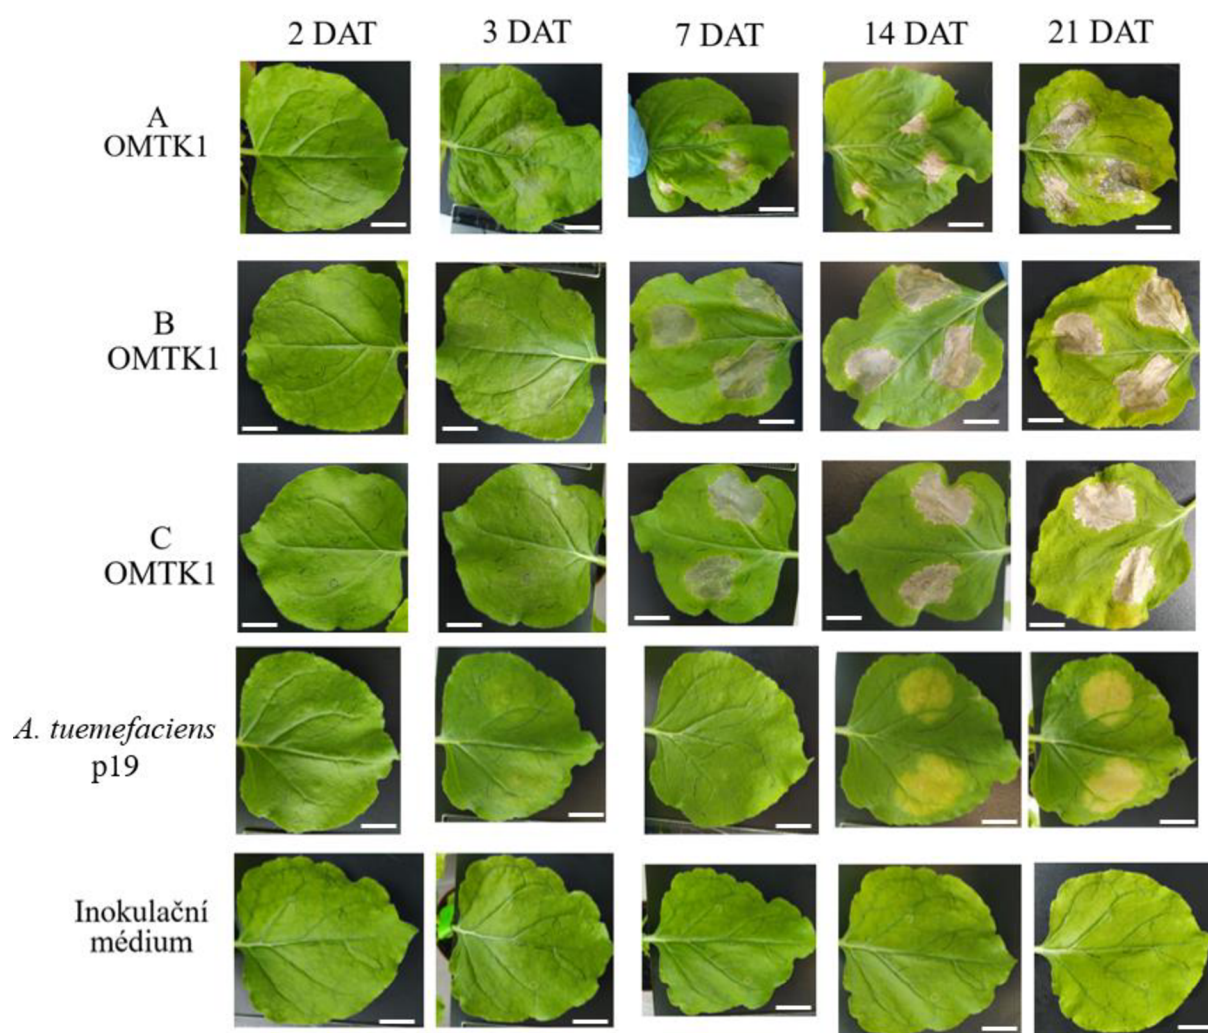 2 DAT 3 DAT 7 DAT 14 DAT 21 DAT
A
OMTK1
B
OMTK1
C
OMTK1
A. tuemefaciens
p19
Inokulační
médium